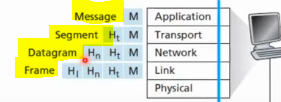 Message M Application
Segment Ht M Transport
Datagram Hn Ht M Network
Frame Hl Hn Ht M Link
Physical